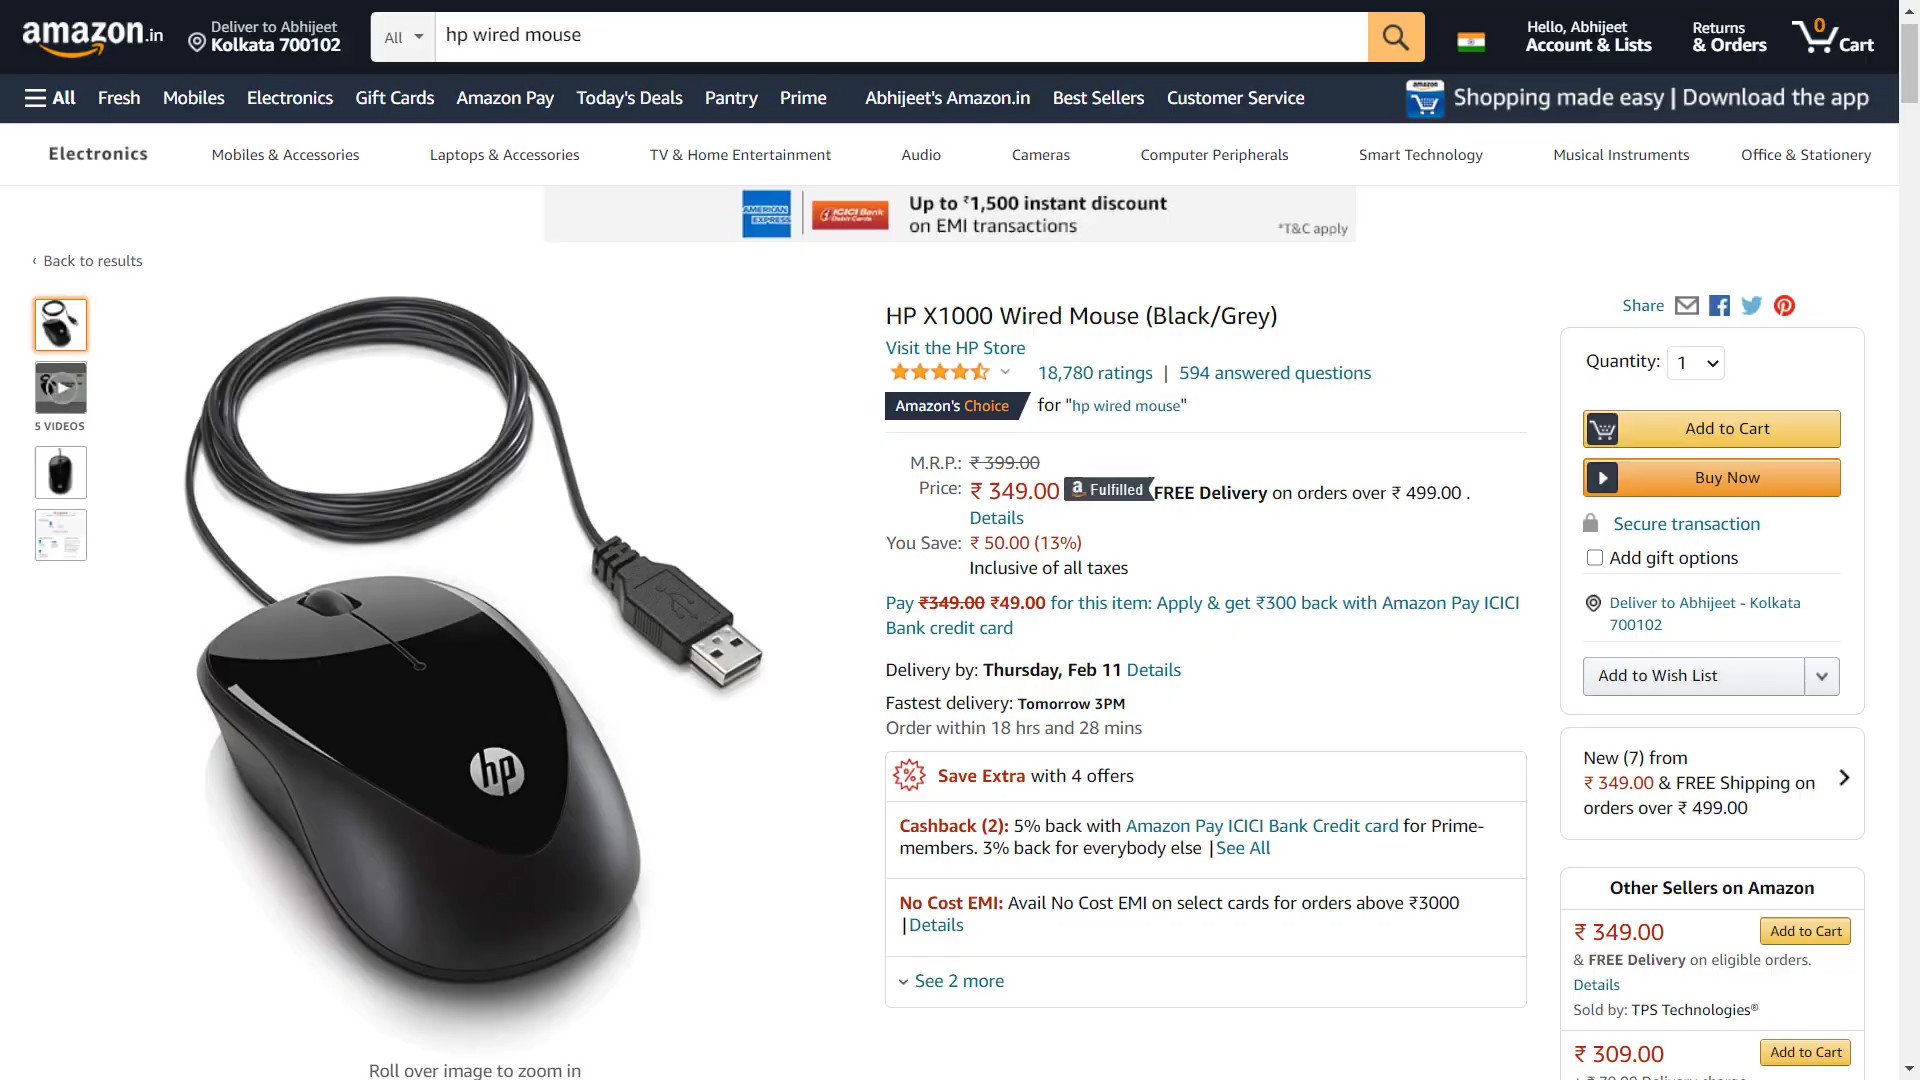 amazon.in
Deliver to Abhijeet
Kolkata 700102
All
hp wired mouse
Hello, Abhijeet
Account & Lists
Returns
& Orders
0
Cart
All
Fresh
Mobiles
Electronics
Gift Cards
Amazon Pay
Today's Deals
Pantry
Prime
Abhijeet's Amazon.in
Best Sellers
Customer Service
amazon
Shopping made easy | Download the app
Electronics
Mobiles & Accessories
Laptops & Accessories
TV & Home Entertainment
Audio
Cameras
Computer Peripherals
Smart Technology
Musical Instruments
Office & Stationery
AMERICAN
EXPRESS
ICICI Bank
Debit Cards
Up to ₹1,500 instant discount
on EMI transactions
*T&C apply
‹ Back to results
5 VIDEOS
hp
Roll over image to zoom in
HP X1000 Wired Mouse (Black/Grey)
Visit the HP Store
18,780 ratings | 594 answered questions
Amazon's Choice for "hp wired mouse"
M.R.P.: ₹ 399.00
Price: ₹ 349.00 a Fulfilled FREE Delivery on orders over ₹ 499.00 .
Details
You Save: ₹ 50.00 (13%)
Inclusive of all taxes
Pay ₹349.00 ₹49.00 for this item: Apply & get ₹300 back with Amazon Pay ICICI
Bank credit card
Delivery by: Thursday, Feb 11 Details
Fastest delivery: Tomorrow 3PM
Order within 18 hrs and 28 mins
% Save Extra with 4 offers
Cashback (2): 5% back with Amazon Pay ICICI Bank Credit card for Prime-
members. 3% back for everybody else |See All
No Cost EMI: Avail No Cost EMI on select cards for orders above ₹3000
|Details
See 2 more
Share
Quantity: 1
Add to Cart
Buy Now
Secure transaction
Add gift options
Deliver to Abhijeet - Kolkata
700102
Add to Wish List
New (7) from
₹ 349.00 & FREE Shipping on
orders over ₹ 499.00
Other Sellers on Amazon
₹ 349.00
Add to Cart
& FREE Delivery on eligible orders.
Details
Sold by: TPS Technologies®
₹ 309.00
Add to Cart